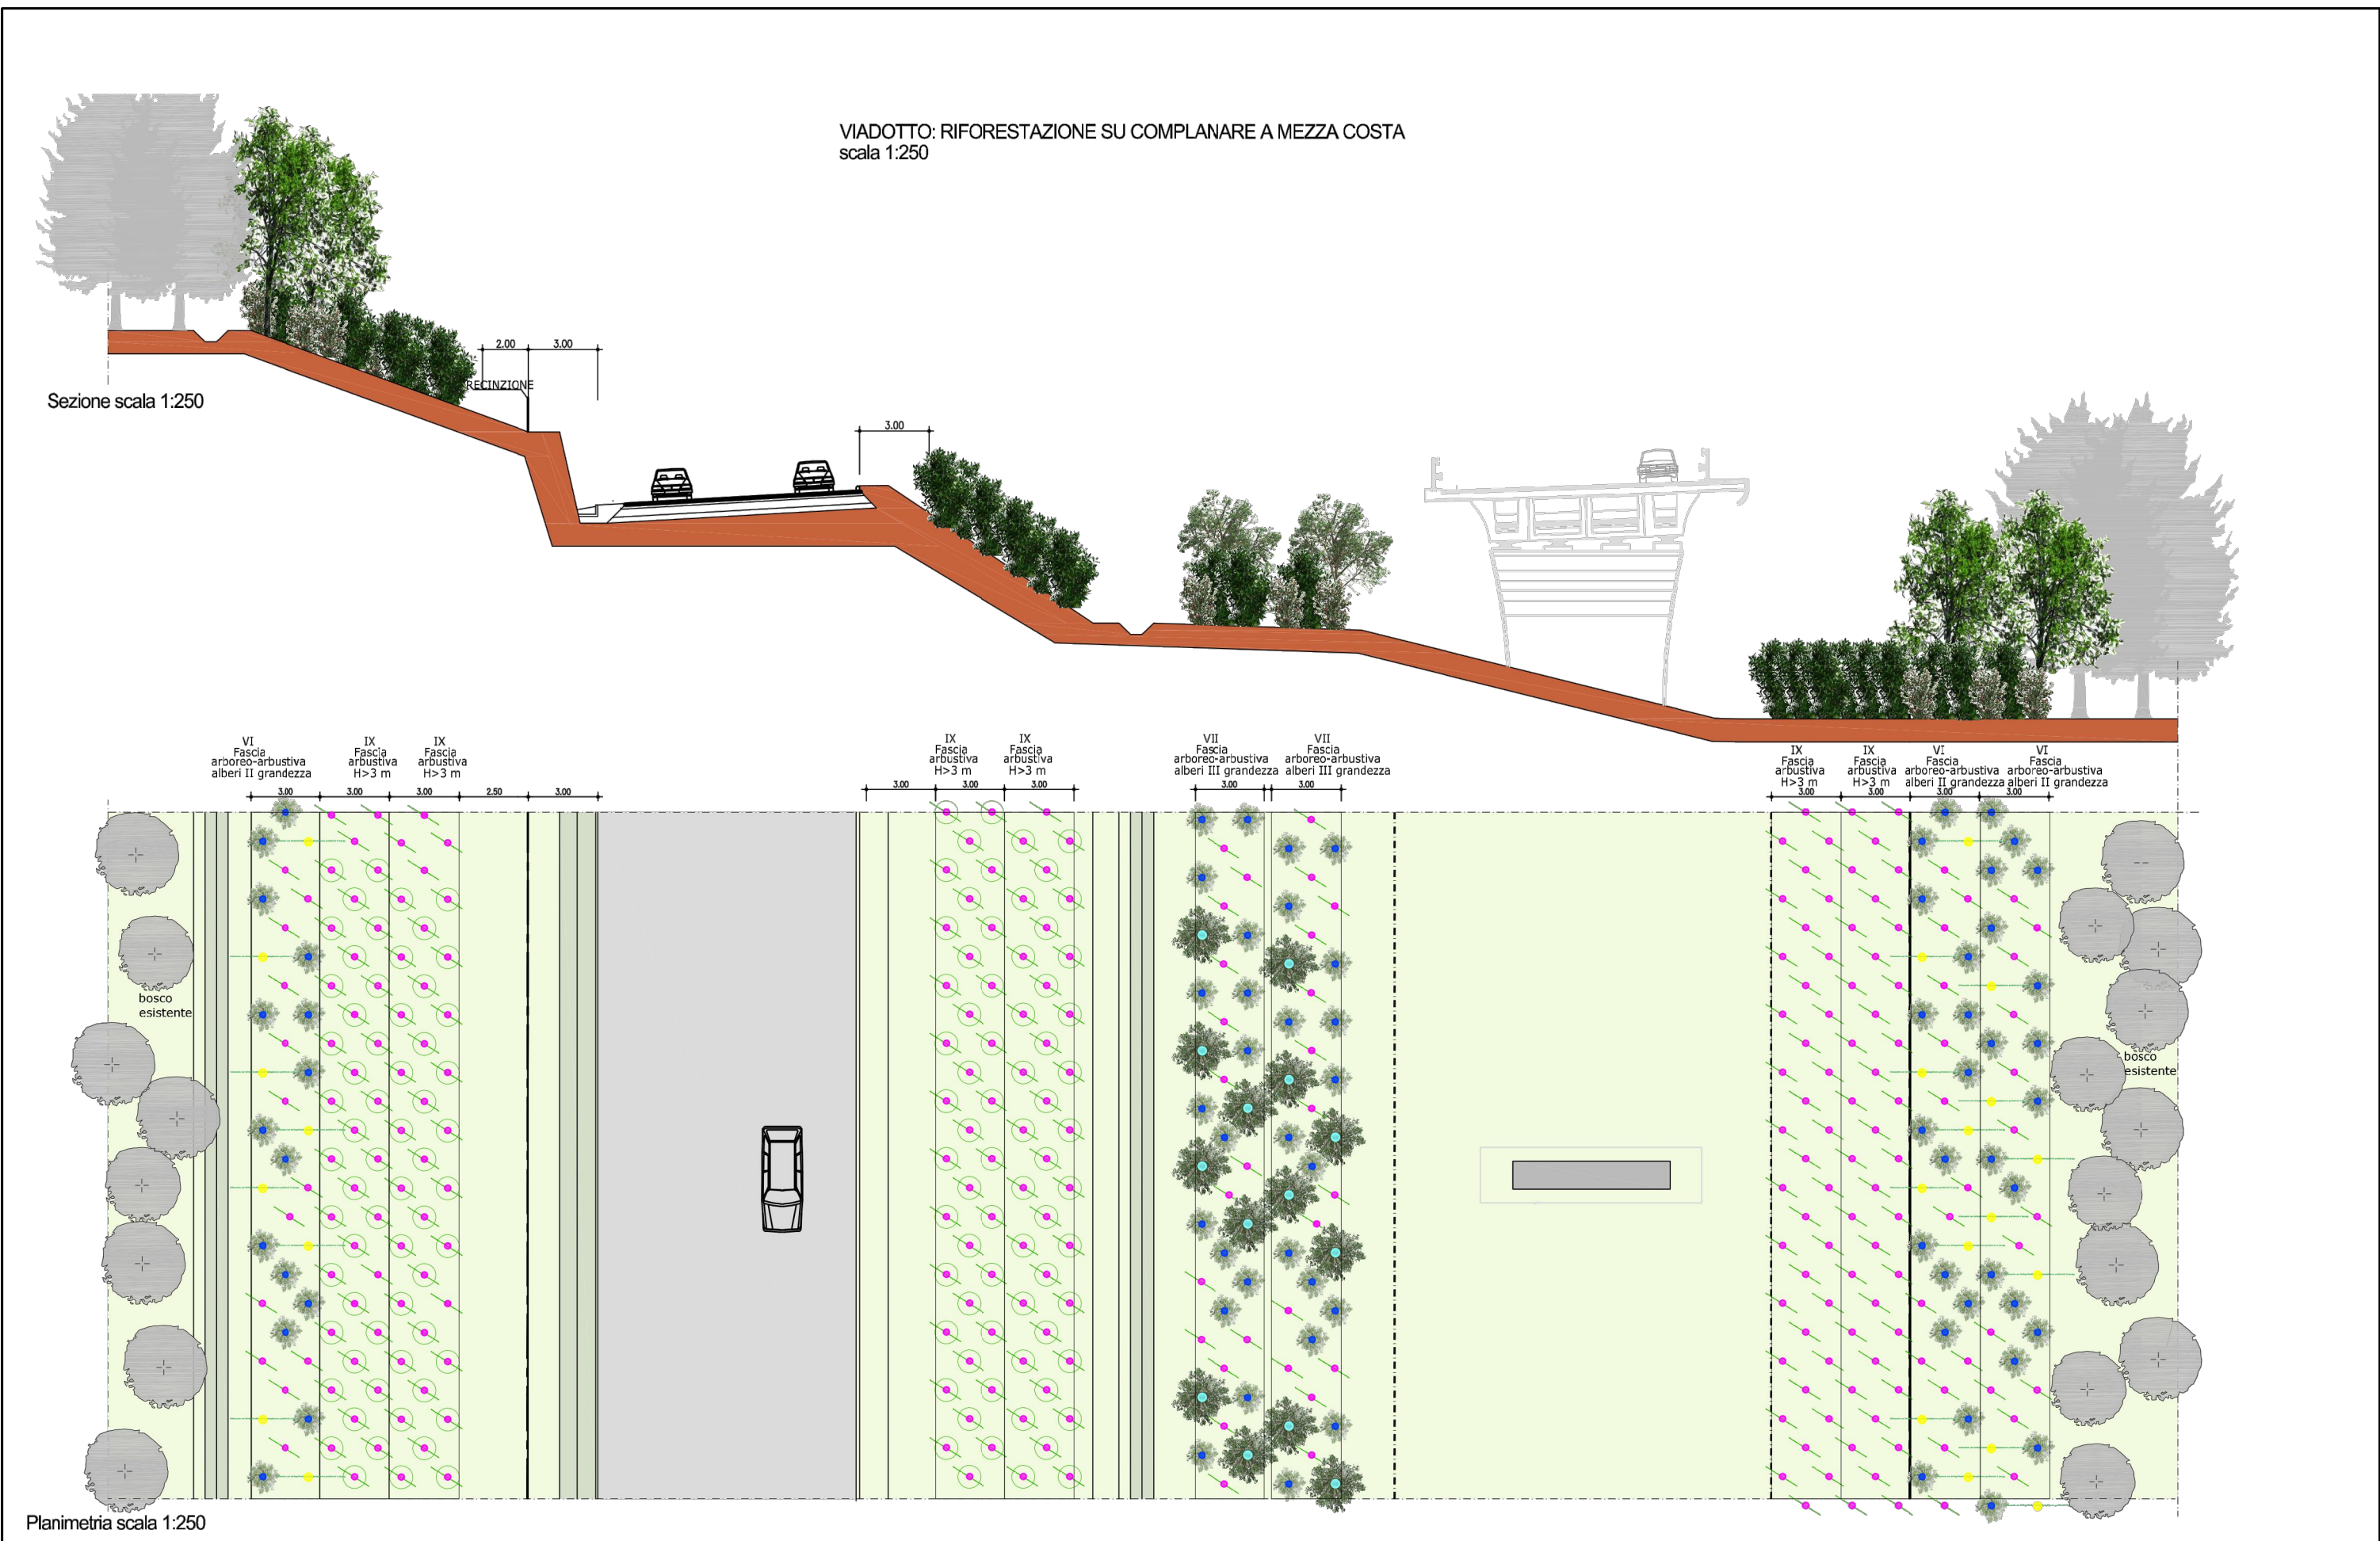 VIADOTTO: RIFORESTAZIONE SU COMPLANARE A MEZZA COSTA
scala 1:250
2.00
3.00
RECINZIONE
Sezione scala 1:250
3.00
VI
Fascia
arboreo-arbustiva
alberi II grandezza
IX
Fascia
arbustiva
H>3 m
IX
Fascia
arbustiva
H>3 m
IX
Fascia
arbustiva
H>3 m
IX
Fascia
arbustiva
H>3 m
VII
Fascia
arboreo-arbustiva
alberi III grandezza
VII
Fascia
arboreo-arbustiva
alberi III grandezza
IX
Fascia
arbustiva
H>3 m
IX
Fascia
arbustiva
H>3 m
VI
Fascia
arboreo-arbustiva
alberi II grandezza
VI
Fascia
arboreo-arbustiva
alberi II grandezza
3.00
3.00
3.00
2.50
3.00
3.00
3.00
3.00
3.00
3.00
3.00
3.00
3.00
3.00
bosco
esistente
bosco
esistente
Planimetria scala 1:250